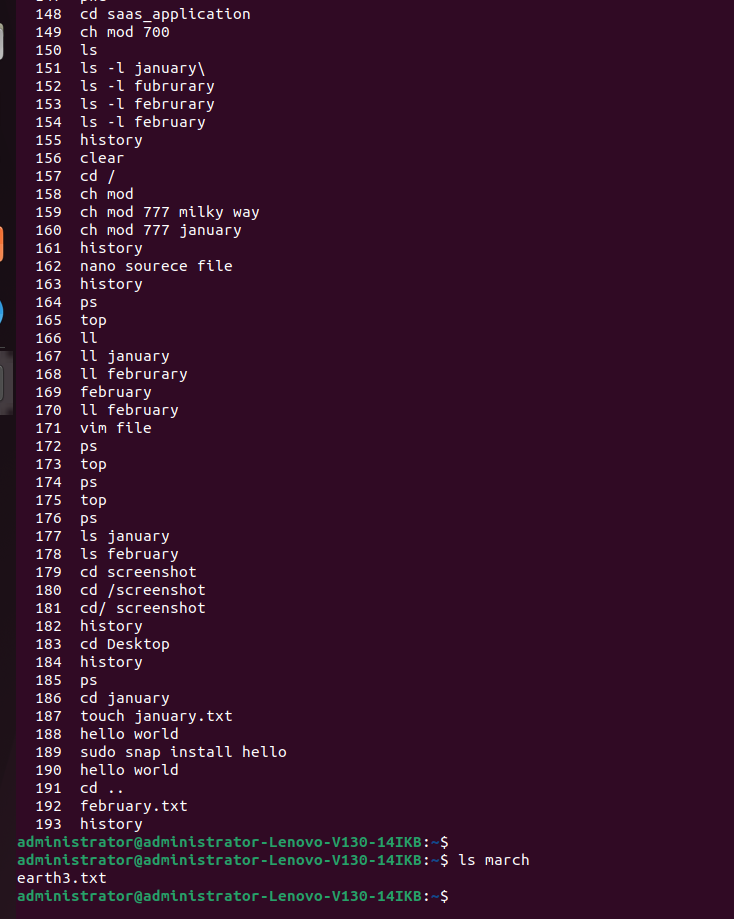 148 cd saas_application
149 ch mod 700
150 ls
151 ls -l january\
152 ls -l fubrurary
153 ls -l februrary
154 ls -l february
155 history
156 clear
157 cd /
158 ch mod
159 ch mod 777 milky way
160 ch mod 777 january
161 history
162 nano sourece file
163 history
164 ps
165 top
166 ll
167 ll january
168 ll februrary
169 february
170 ll february
171 vim file
172 ps
173 top
174 ps
175 top
176 ps
177 ls january
178 ls february
179 cd screenshot
180 cd /screenshot
181 cd/ screenshot
182 history
183 cd Desktop
184 history
185 ps
186 cd january
187 touch january.txt
188 hello world
189 sudo snap install hello
190 hello world
191 cd ..
192 february.txt
193 history
administrator@administrator-Lenovo-V130-14IKB:~$
administrator@administrator-Lenovo-V130-14IKB:~$ ls march
earth3.txt
administrator@administrator-Lenovo-V130-14IKB:~$